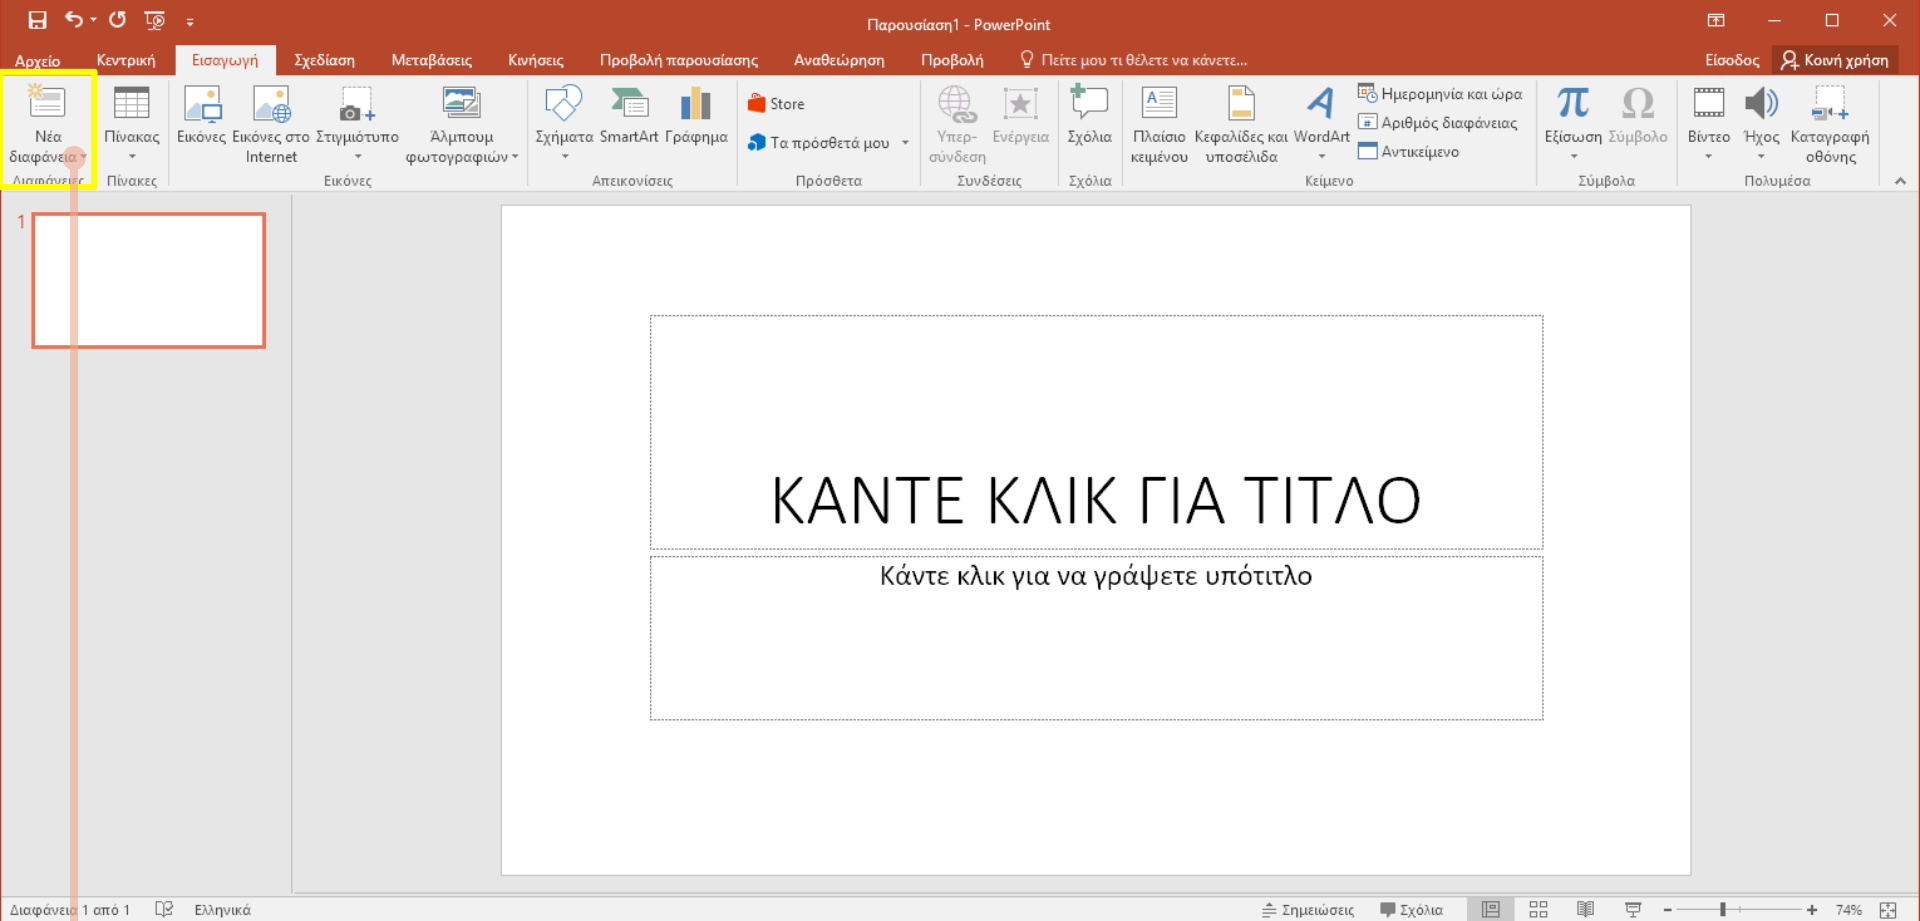 Παρουσίαση1 - PowerPoint
Αρχείο Κεντρική Εισαγωγή Σχεδίαση Μεταβάσεις Κινήσεις Προβολή παρουσίασης Αναθεώρηση Προβολή Πείτε μου τι θέλετε να κάνετε... Είσοδος Κοινή χρήση
Νέα διαφάνεια
Διαφάνειες
Πίνακας
Πίνακες
Εικόνες
Εικόνες στο Internet
Στιγμιότυπο
Άλμπουμ φωτογραφιών
Εικόνες
Σχήματα
SmartArt
Γράφημα
Απεικονίσεις
Store
Τα πρόσθετά μου
Πρόσθετα
Υπερ-
σύνδεση
Ενέργεια
Συνδέσεις
Σχόλια
Σχόλια
Πλαίσιο κειμένου
Κεφαλίδες και υποσέλιδα
WordArt
Ημερομηνία και ώρα
Αριθμός διαφάνειας
Αντικείμενο
Κείμενο
Εξίσωση
Σύμβολο
Σύμβολα
Βίντεο
Ήχος
Καταγραφή οθόνης
Πολυμέσα
1
ΚΑΝΤΕ ΚΛΙΚ ΓΙΑ ΤΙΤΛΟ
Κάντε κλικ για να γράψετε υπότιτλο
Διαφάνεια 1 από 1 Ελληνικά Σημειώσεις Σχόλια 74%